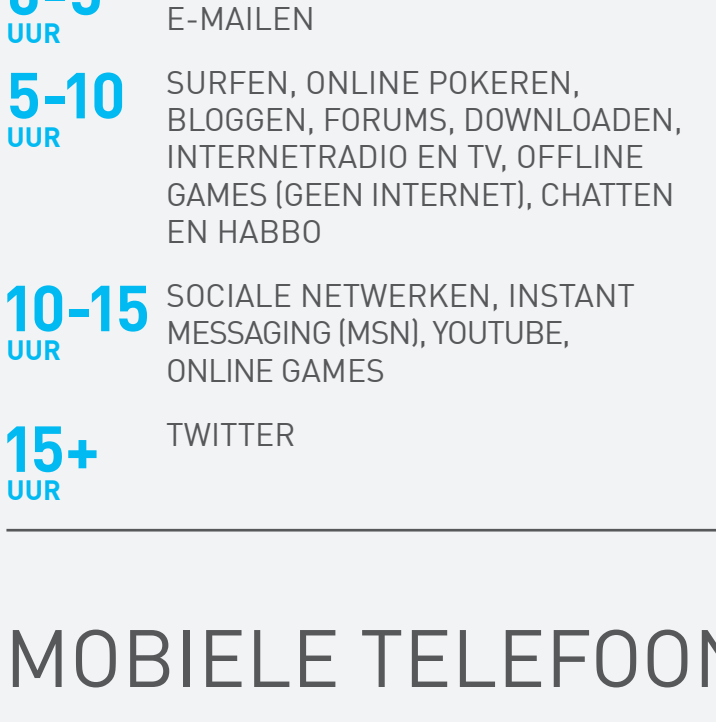 UUR
E-MAILEN
5-10
UUR
SURFEN, ONLINE POKEREN,
BLOGGEN, FORUMS, DOWNLOADEN,
INTERNETRADIO EN TV, OFFLINE
GAMES (GEEN INTERNET), CHATTEN
EN HABBO
10-15
UUR
SOCIALE NETWERKEN, INSTANT
MESSAGING (MSN), YOUTUBE,
ONLINE GAMES
15+
UUR
TWITTER
MOBIELE TELEFOON